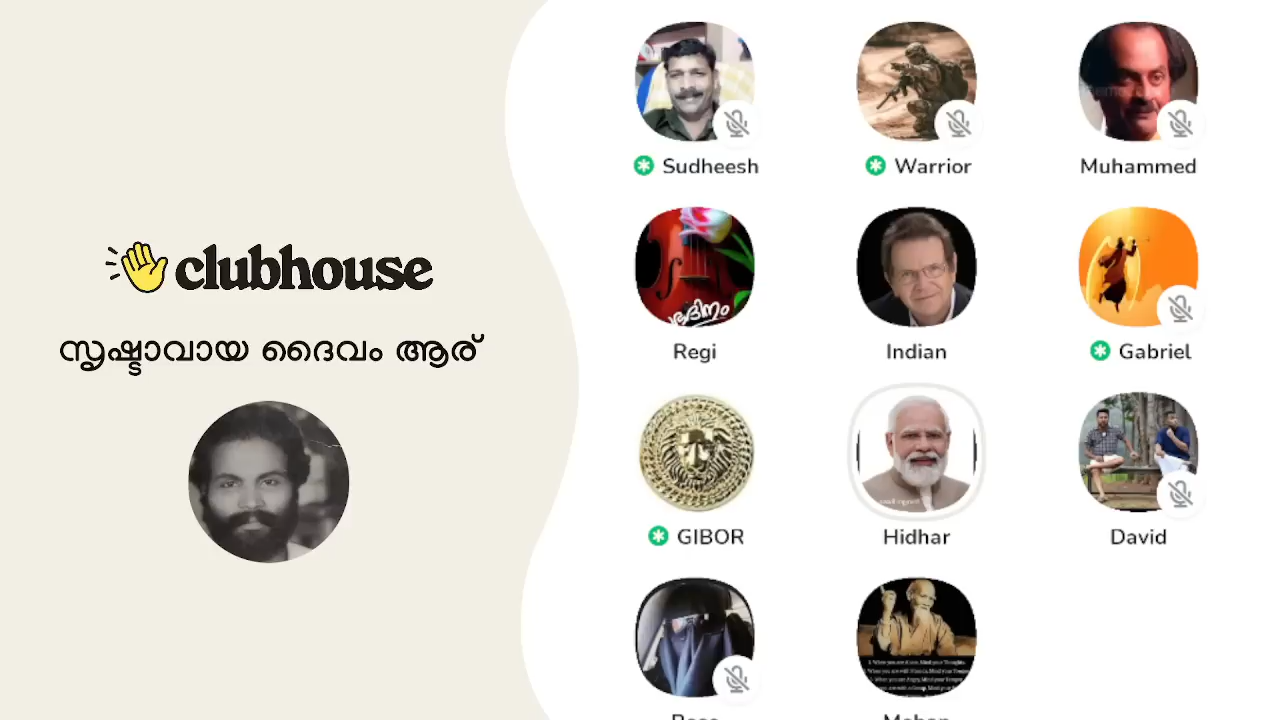 clubhouse
സൃഷ്ടാവായ ദൈവം ആര്
Sudheesh
Warrior
Muhammed
Regi
Indian
Gabriel
GIBOR
Hidhar
David